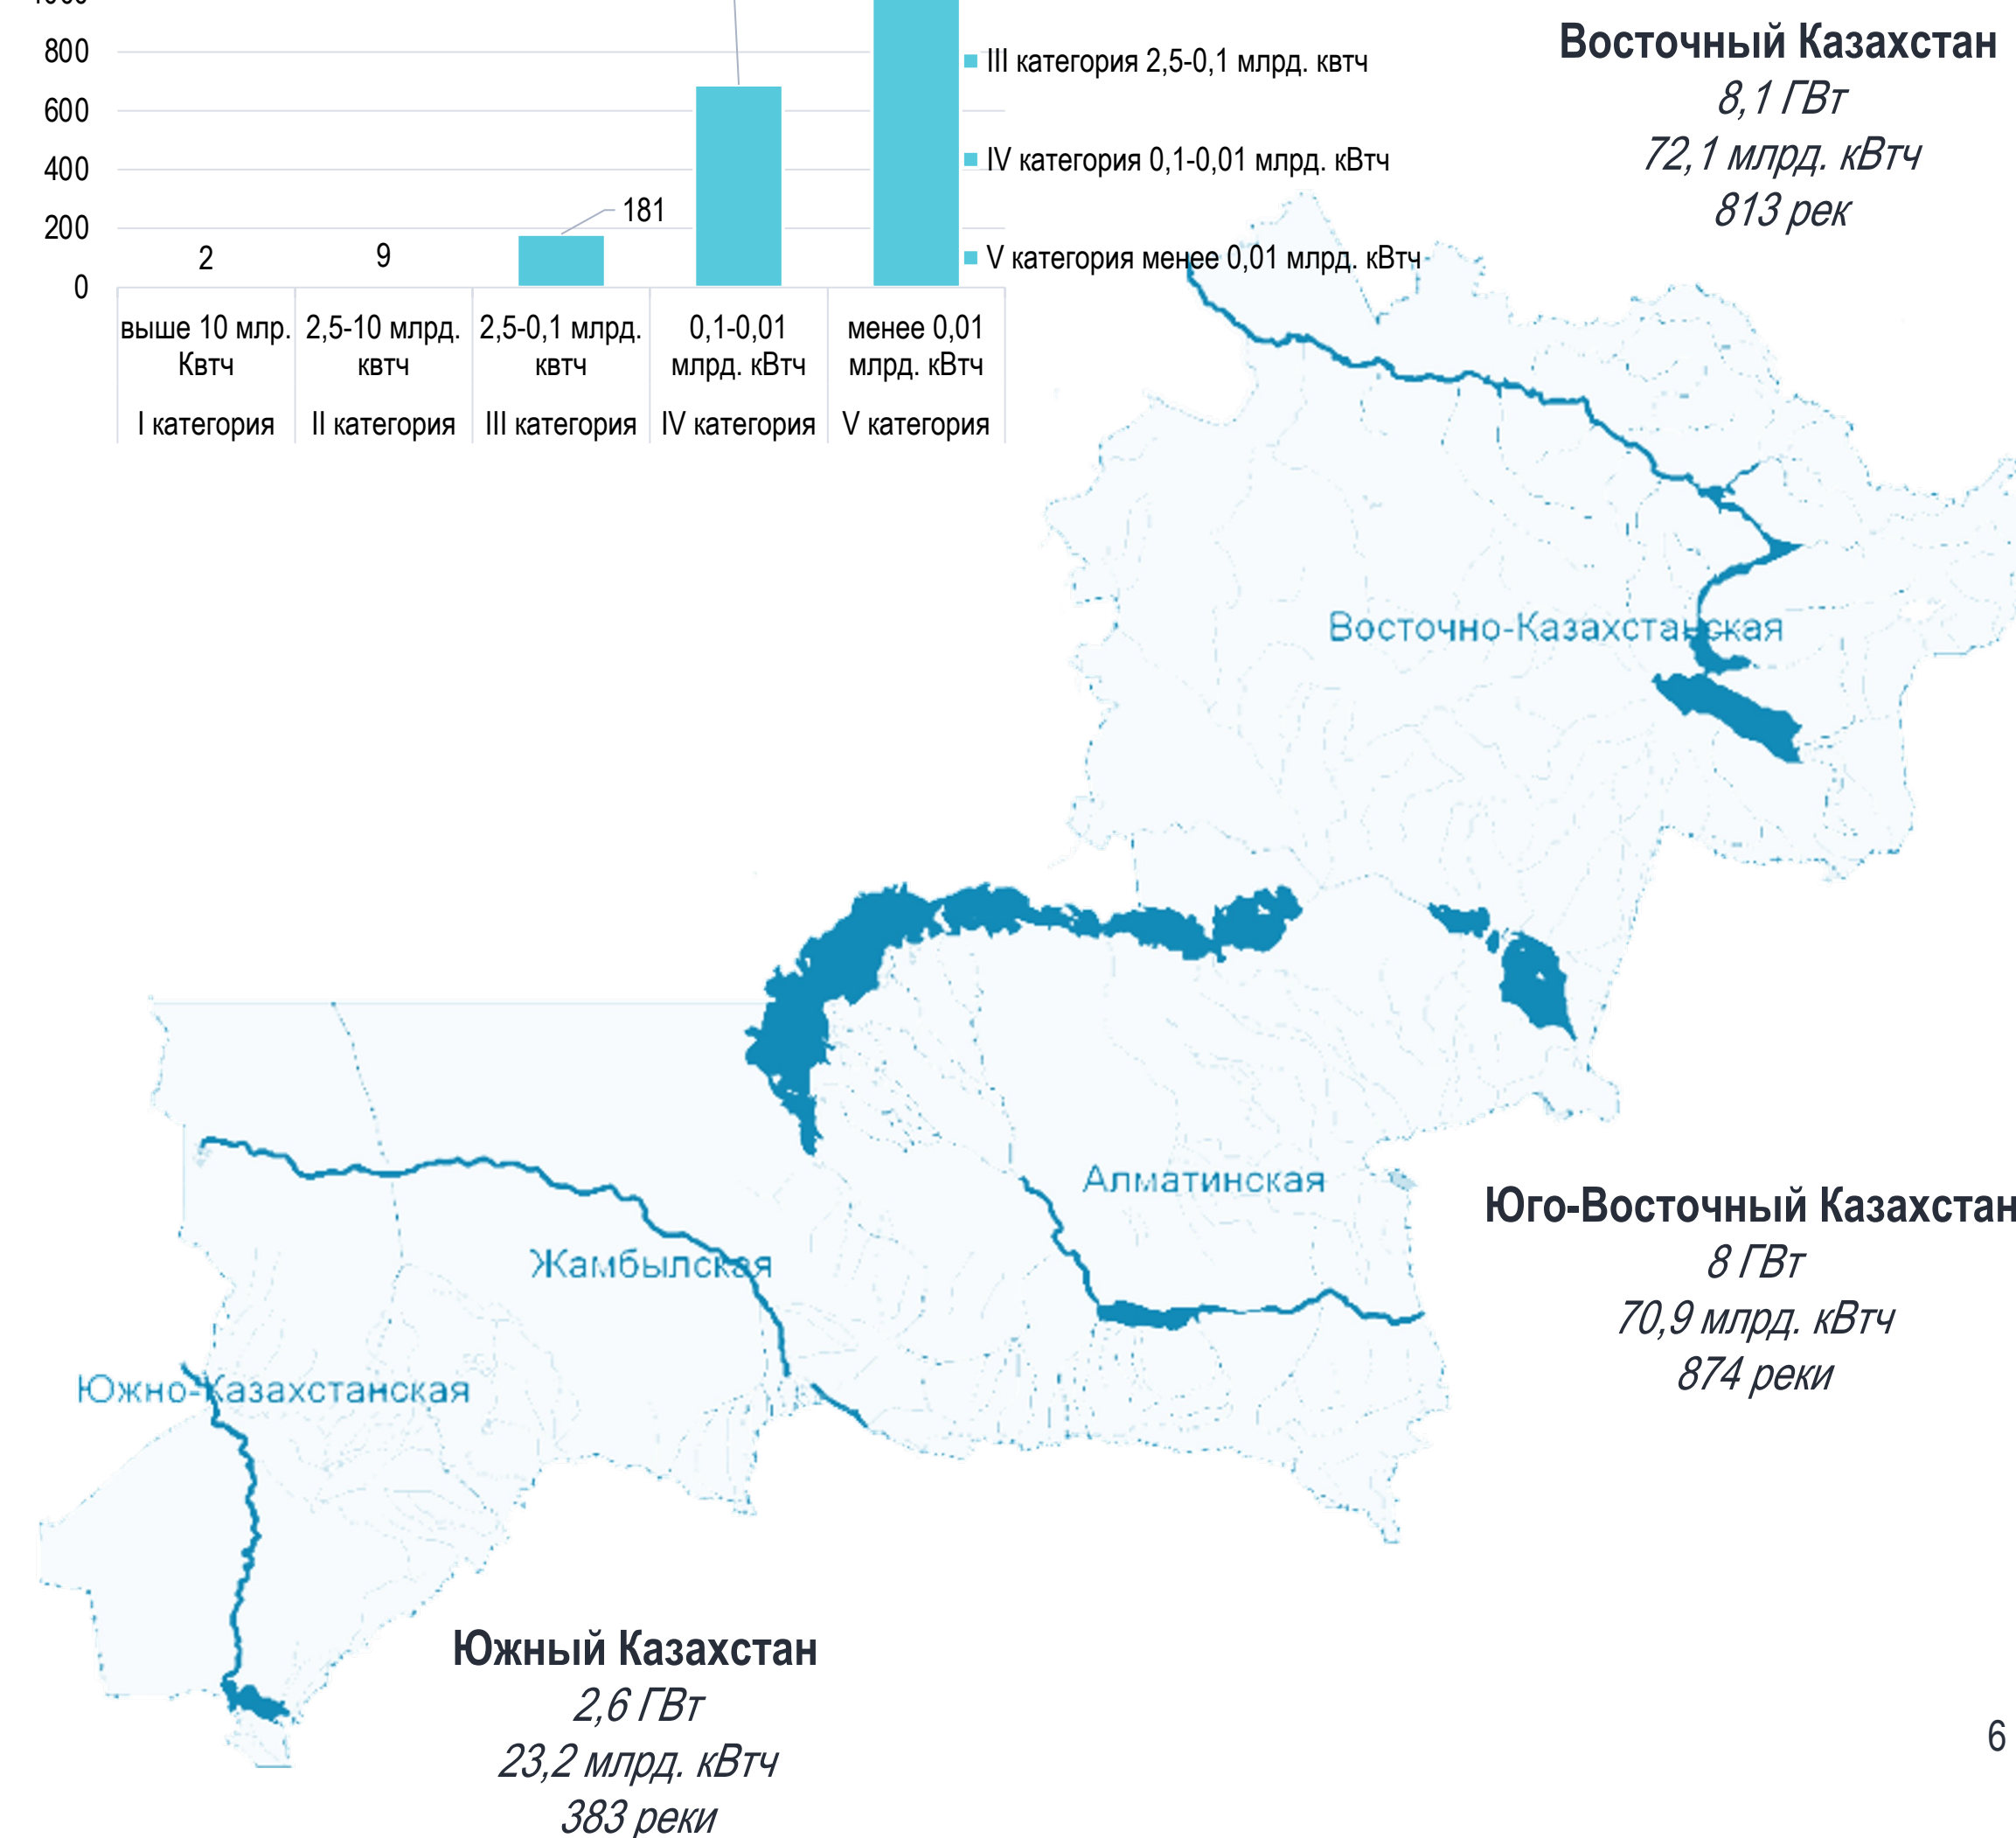 800
600
400
200
0
2
9
181
III категория 2,5-0,1 млрд. квтч
IV категория 0,1-0,01 млрд. кВтч
V категория менее 0,01 млрд. кВтч
выше 10 млр. Квтч
2,5-10 млрд. квтч
2,5-0,1 млрд. квтч
0,1-0,01 млрд. кВтч
менее 0,01 млрд. кВтч
I категория
II категория
III категория
IV категория
V категория
Восточный Казахстан
8,1 ГВт
72,1 млрд. кВтч
813 рек
Восточно-Казахстанская
Алматинская
Жамбылская
Южно-Казахстанская
Юго-Восточный Казахстан
8 ГВт
70,9 млрд. кВтч
874 реки
Южный Казахстан
2,6 ГВт
23,2 млрд. кВтч
383 реки
6